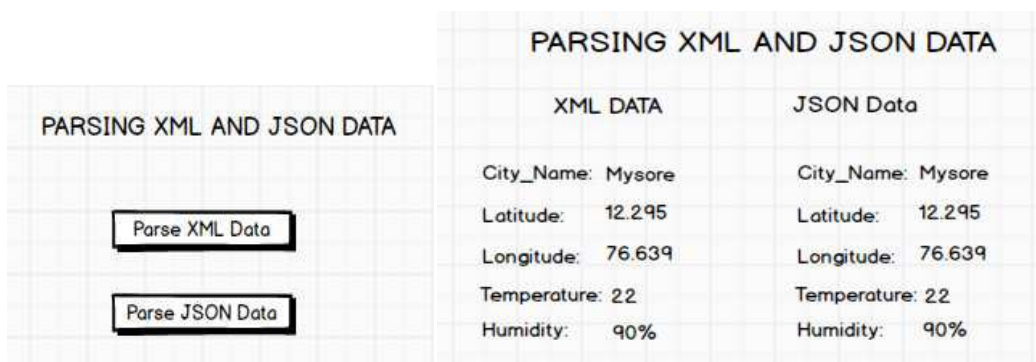 PARSING XML AND JSON DATA
Parse XML Data
Parse JSON Data
PARSING XML AND JSON DATA
XML DATA
City_Name: Mysore
Latitude: 12.295
Longitude: 76.639
Temperature: 22
Humidity: 90%
JSON Data
City_Name: Mysore
Latitude: 12.295
Longitude: 76.639
Temperature: 22
Humidity: 90%